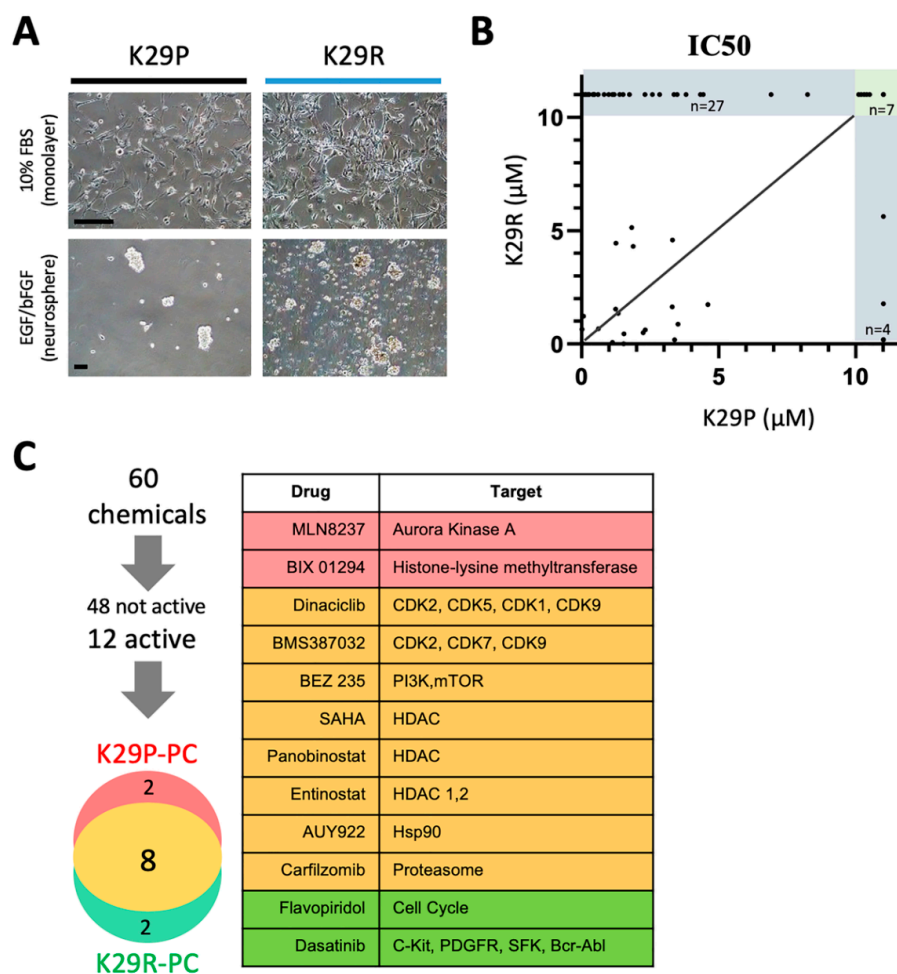 A
K29P
K29R
10% FBS
(monolayer)
EGF/bFGF
(neurosphere)
B
IC50
K29R (µM)
10
5
0
0
5
10
K29P (µM)
n=27
n=7
n=4
C
60
chemicals
48 not active
12 active
K29P-PC
2
8
2
K29R-PC
Drug Target
MLN8237 Aurora Kinase A
BIX 01294 Histone-lysine methyltransferase
Dinaciclib CDK2, CDK5, CDK1, CDK9
BMS387032 CDK2, CDK7, CDK9
BEZ 235 PI3K,mTOR
SAHA HDAC
Panobinostat HDAC
Entinostat HDAC 1,2
AUY922 Hsp90
Carfilzomib Proteasome
Flavopiridol Cell Cycle
Dasatinib C-Kit, PDGFR, SFK, Bcr-Abl